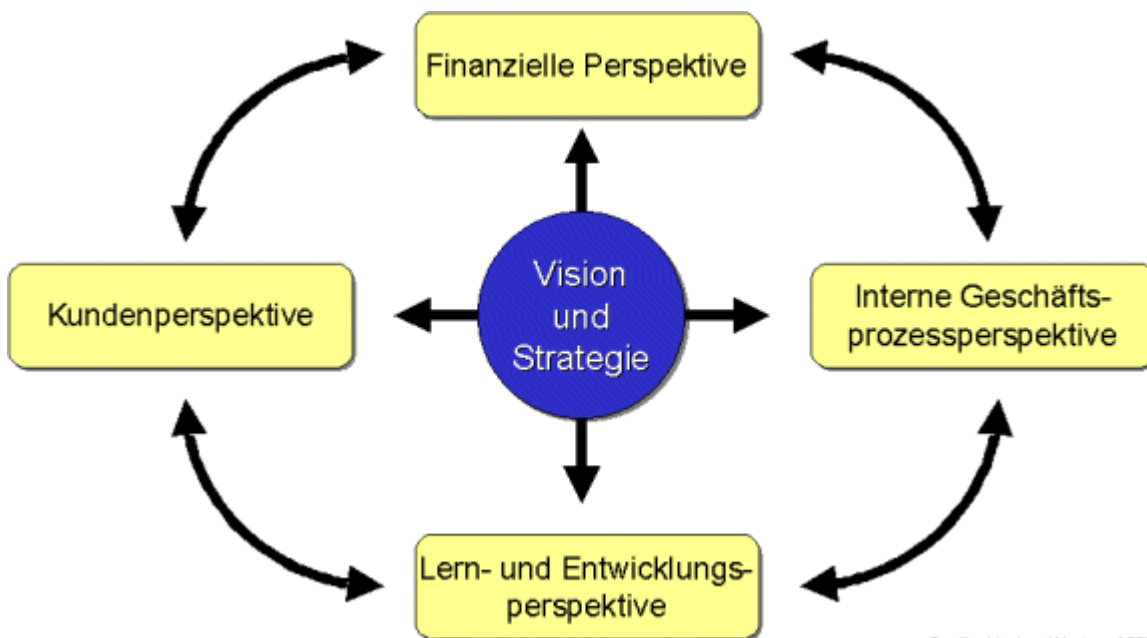 Finanzielle Perspektive
Kundenperspektive
Vision
und
Strategie
Interne Geschäfts-
prozessperspektive
Lern- und Entwicklungs-
perspektive